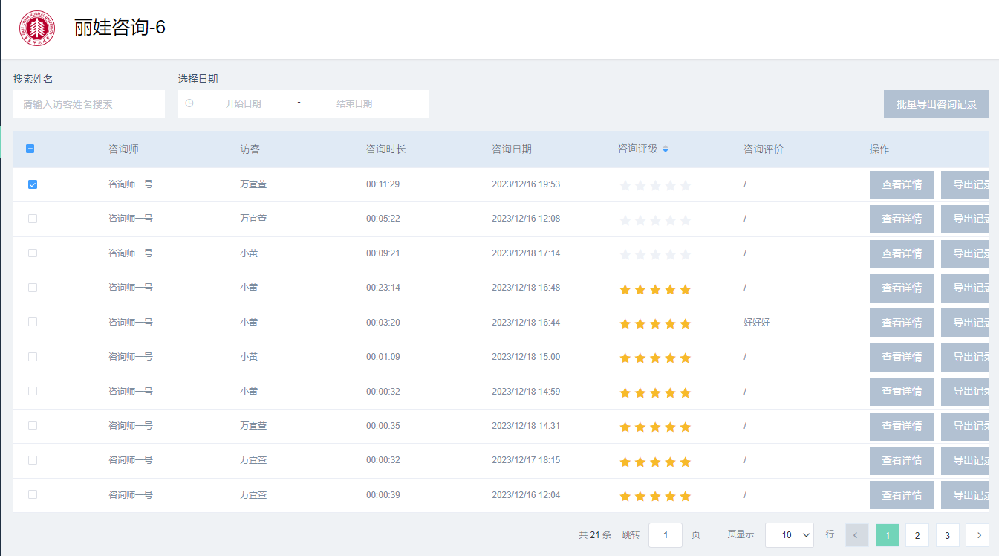 丽娃咨询-6
搜索姓名 选择日期
请输入访客姓名搜索 开始日期 - 结束日期 批量导出咨询记录
咨询师 访客 咨询时长 咨询日期 咨询评级 咨询评价 操作
咨询师一号 万宜萱 00:11:29 2023/12/16 19:53 / 查看详情 导出记录
咨询师一号 万宜萱 00:05:22 2023/12/16 12:08 / 查看详情 导出记录
咨询师一号 小黄 00:09:21 2023/12/18 17:14 / 查看详情 导出记录
咨询师一号 小黄 00:23:14 2023/12/18 16:48 / 查看详情 导出记录
咨询师一号 小黄 00:03:20 2023/12/18 16:44 好好好 查看详情 导出记录
咨询师一号 小黄 00:01:09 2023/12/18 15:00 / 查看详情 导出记录
咨询师一号 小黄 00:00:32 2023/12/18 14:59 / 查看详情 导出记录
咨询师一号 万宜萱 00:00:35 2023/12/18 14:31 / 查看详情 导出记录
咨询师一号 万宜萱 00:00:32 2023/12/17 18:15 / 查看详情 导出记录
咨询师一号 万宜萱 00:00:39 2023/12/16 12:04 / 查看详情 导出记录
共 21 条 跳转 1 页 一页显示 10 行 < 1 2 3 >